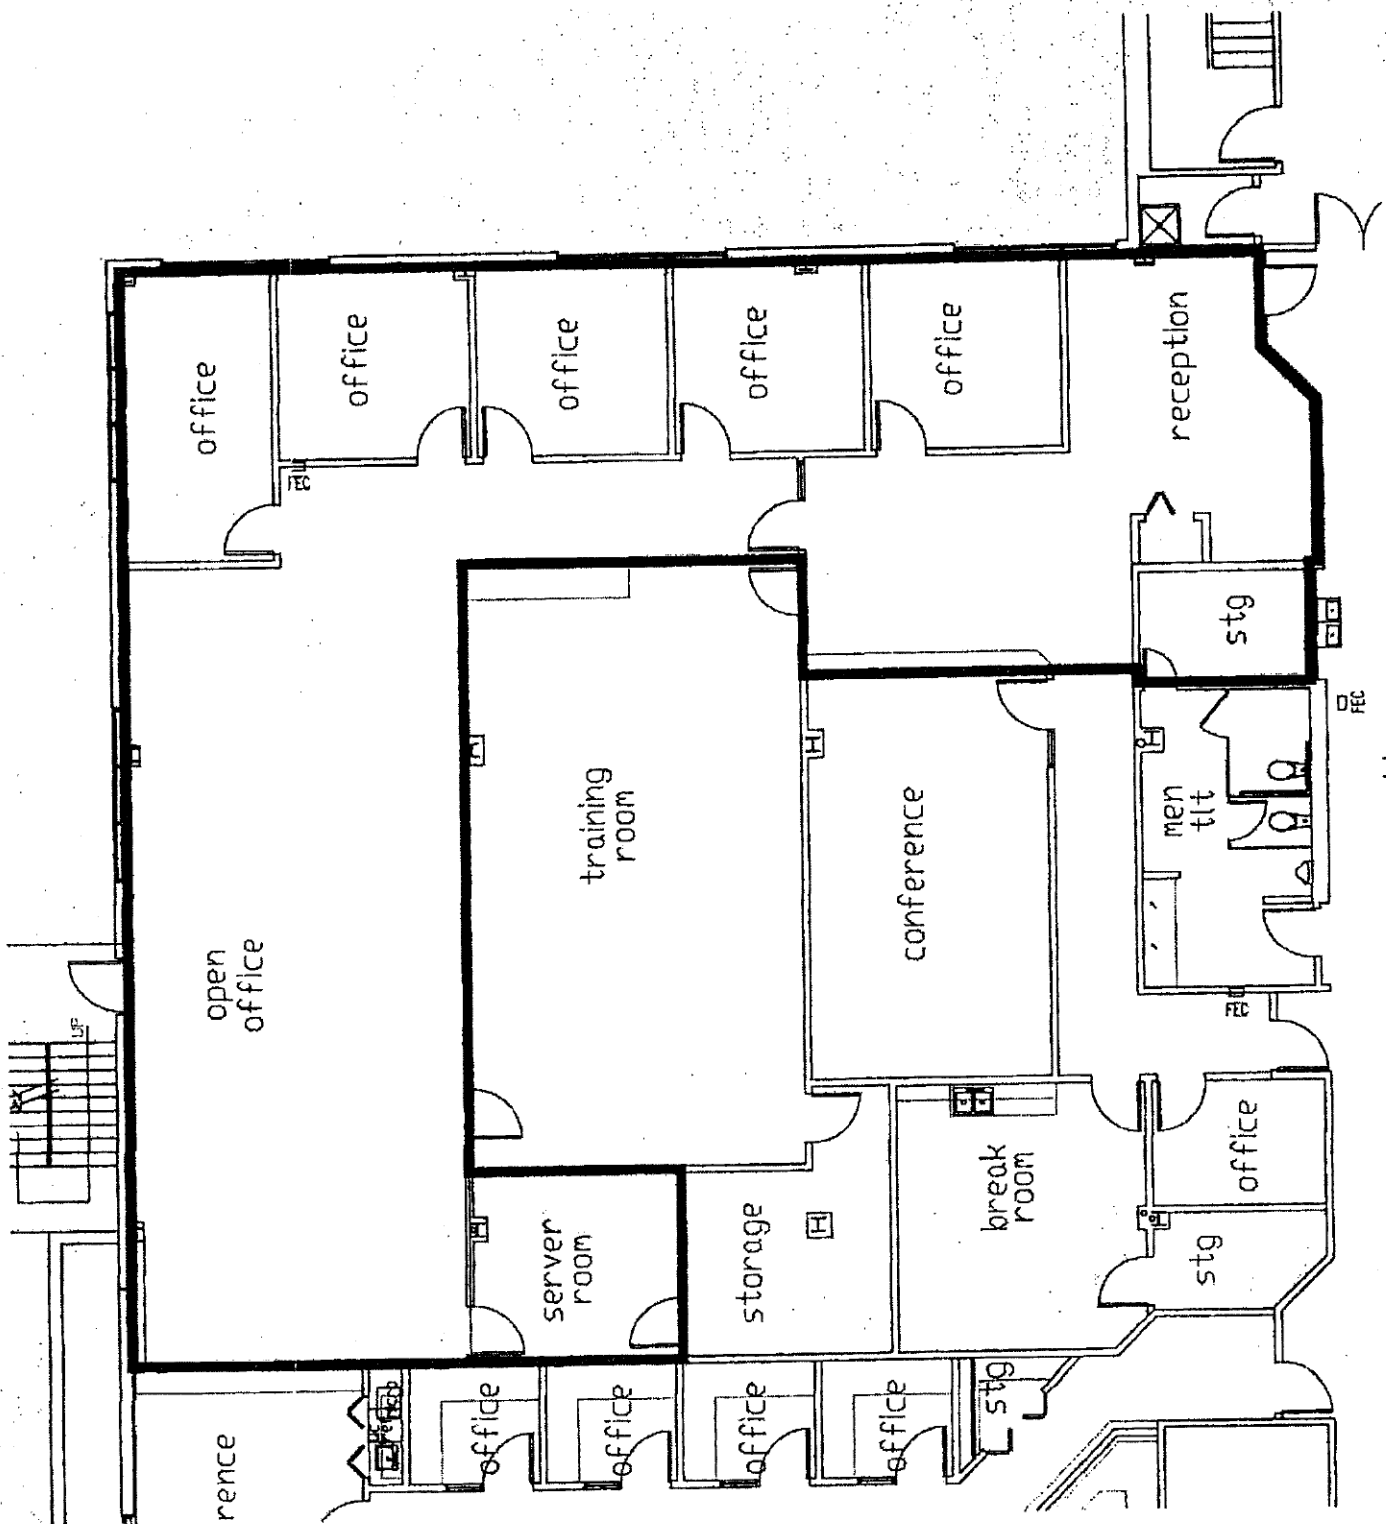 office
office
office
office
office
reception
FEC
stg
FEC
training
room
men
tlt
conference
open
office
UP
FEC
office
break
room
stg
storage
server
room
office
office
office
office
stg
rence